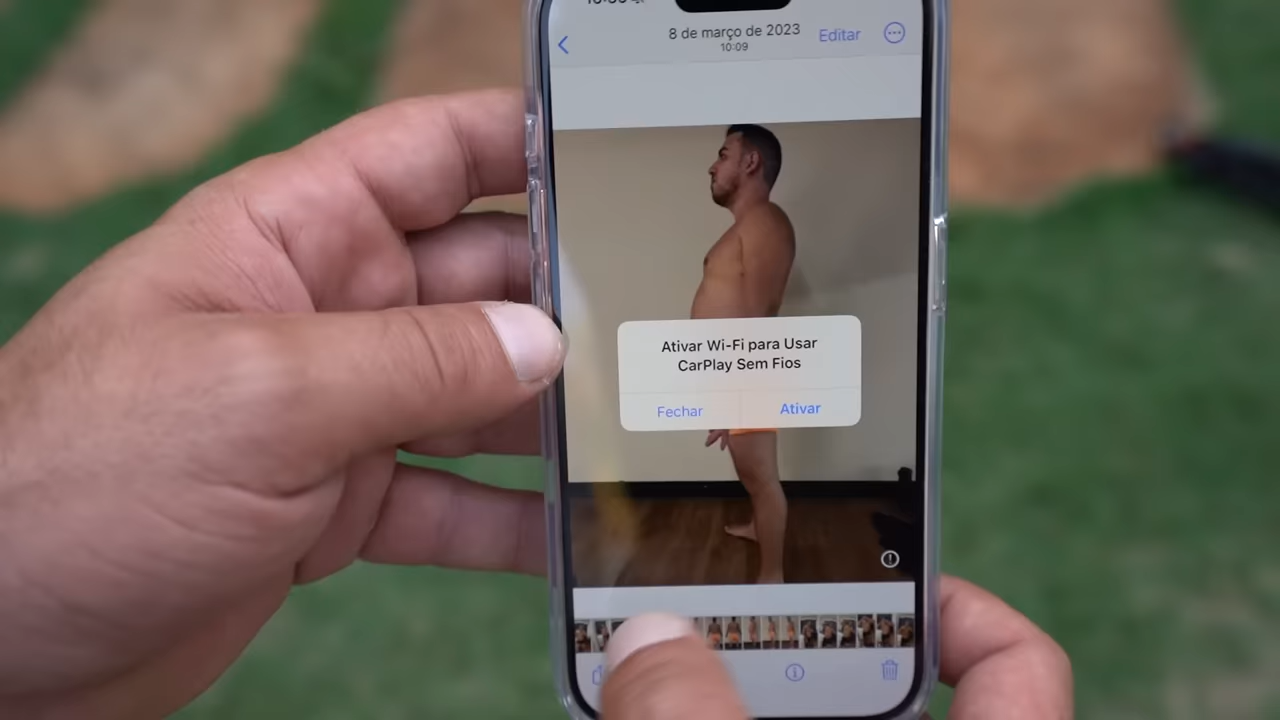 8 de março de 2023
Editar
10:09
Ativar Wi-Fi para Usar
CarPlay Sem Fios
Fechar
Ativar